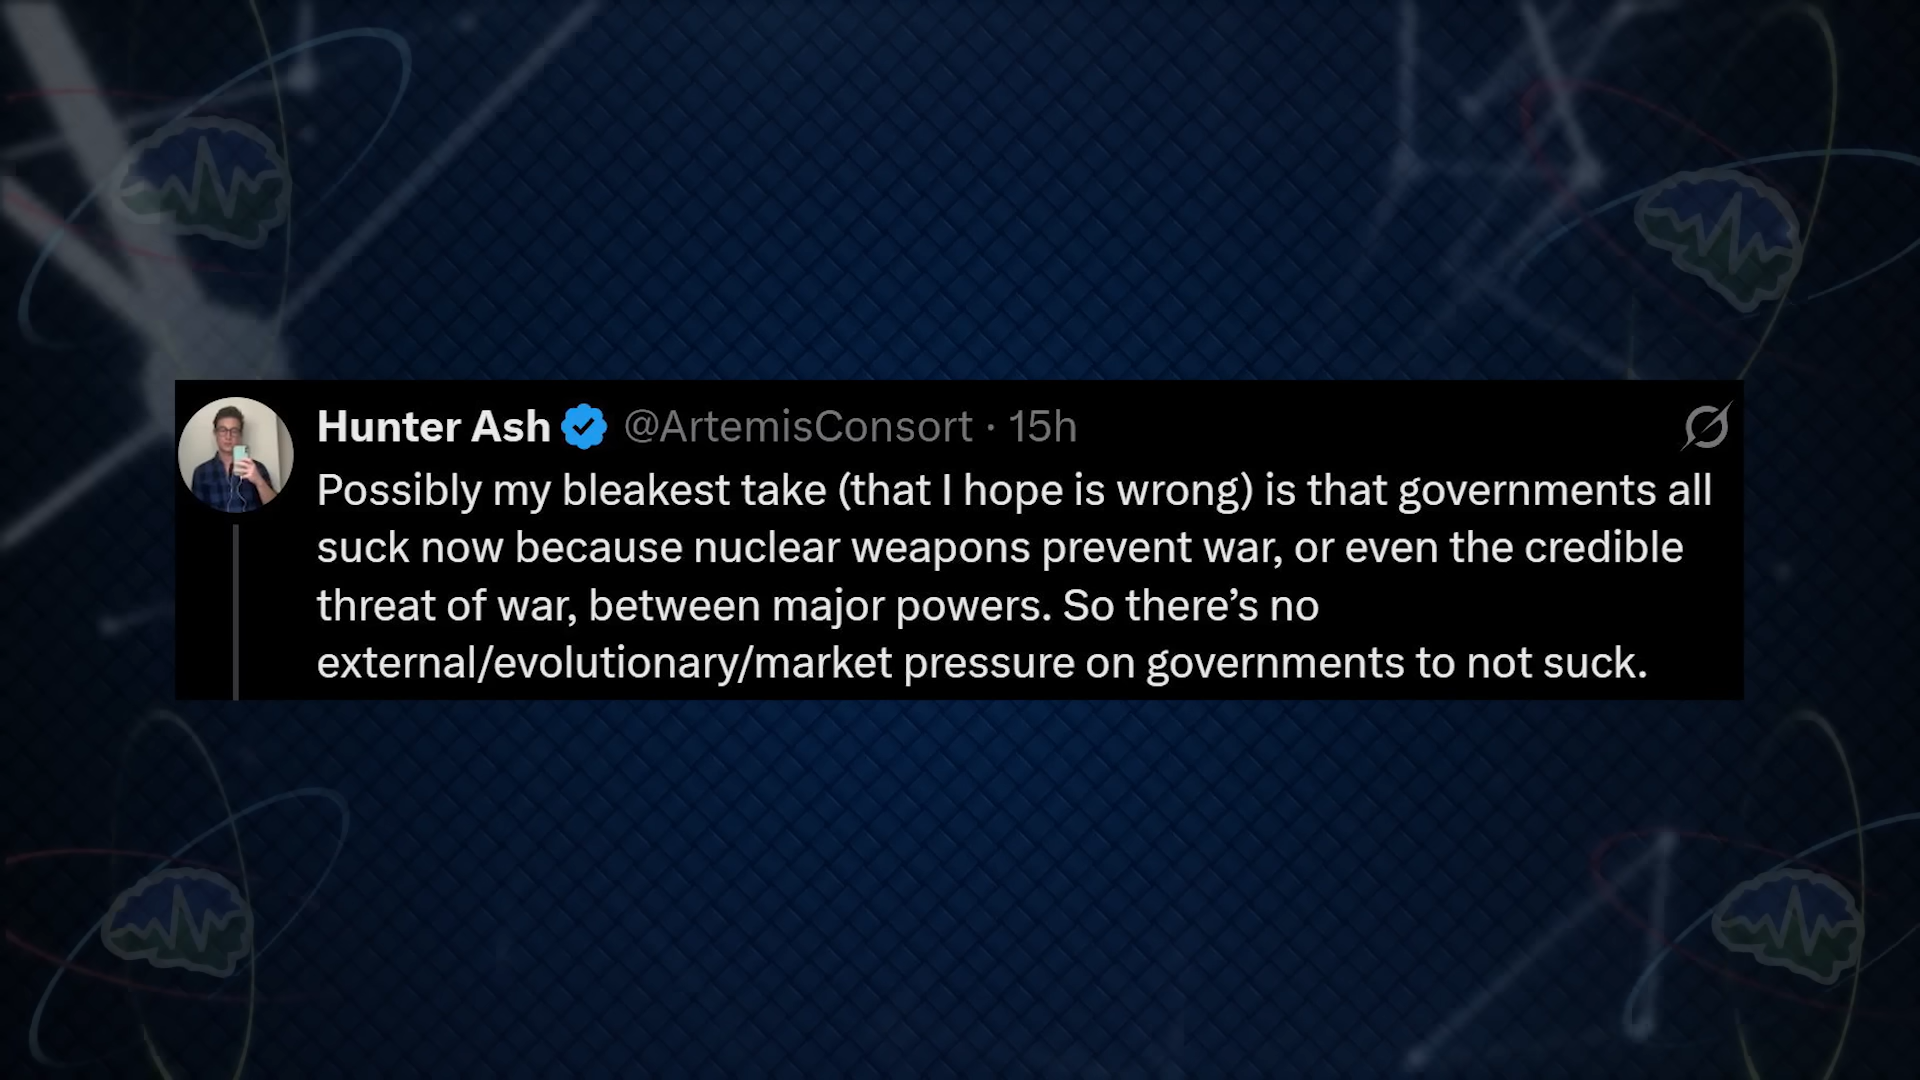 Hunter Ash @ArtemisConsort · 15h
Possibly my bleakest take (that I hope is wrong) is that governments all
suck now because nuclear weapons prevent war, or even the credible
threat of war, between major powers. So there’s no
external/evolutionary/market pressure on governments to not suck.